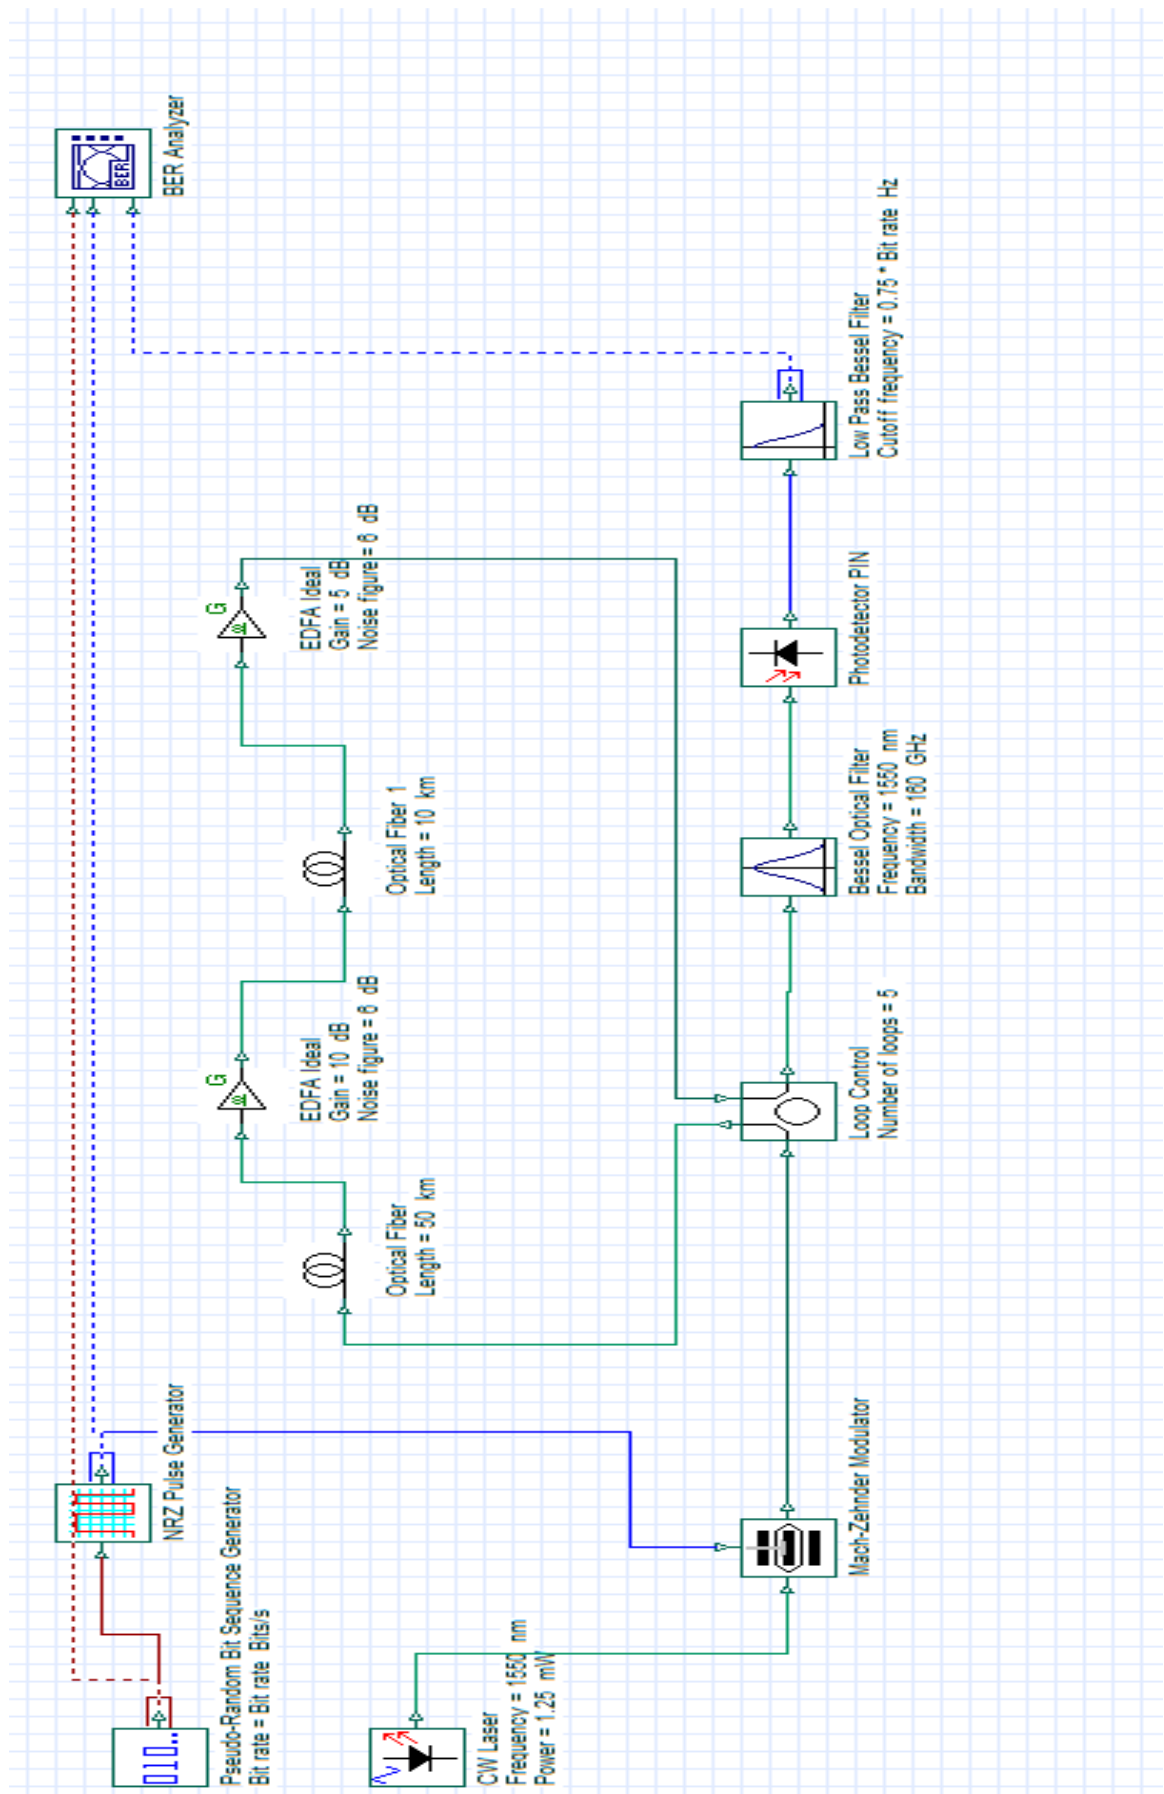 Pseudo-Random Bit Sequence Generator
Bit rate = Bit rate Bits/s
010..
NRZ Pulse Generator
BER
BER Analyzer
CW Laser
Frequency = 1550 nm
Power = 1.25 mW
Mach-Zehnder Modulator
Optical Fiber
Length = 50 km
G
EDFA Ideal
Gain = 10 dB
Noise figure = 6 dB
Optical Fiber 1
Length = 10 km
G
EDFA Ideal
Gain = 5 dB
Noise figure = 6 dB
Loop Control
Number of loops = 5
Bessel Optical Filter
Frequency = 1550 nm
Bandwidth = 160 GHz
Photodetector PIN
Low Pass Bessel Filter
Cutoff frequency = 0.75 * Bit rate Hz